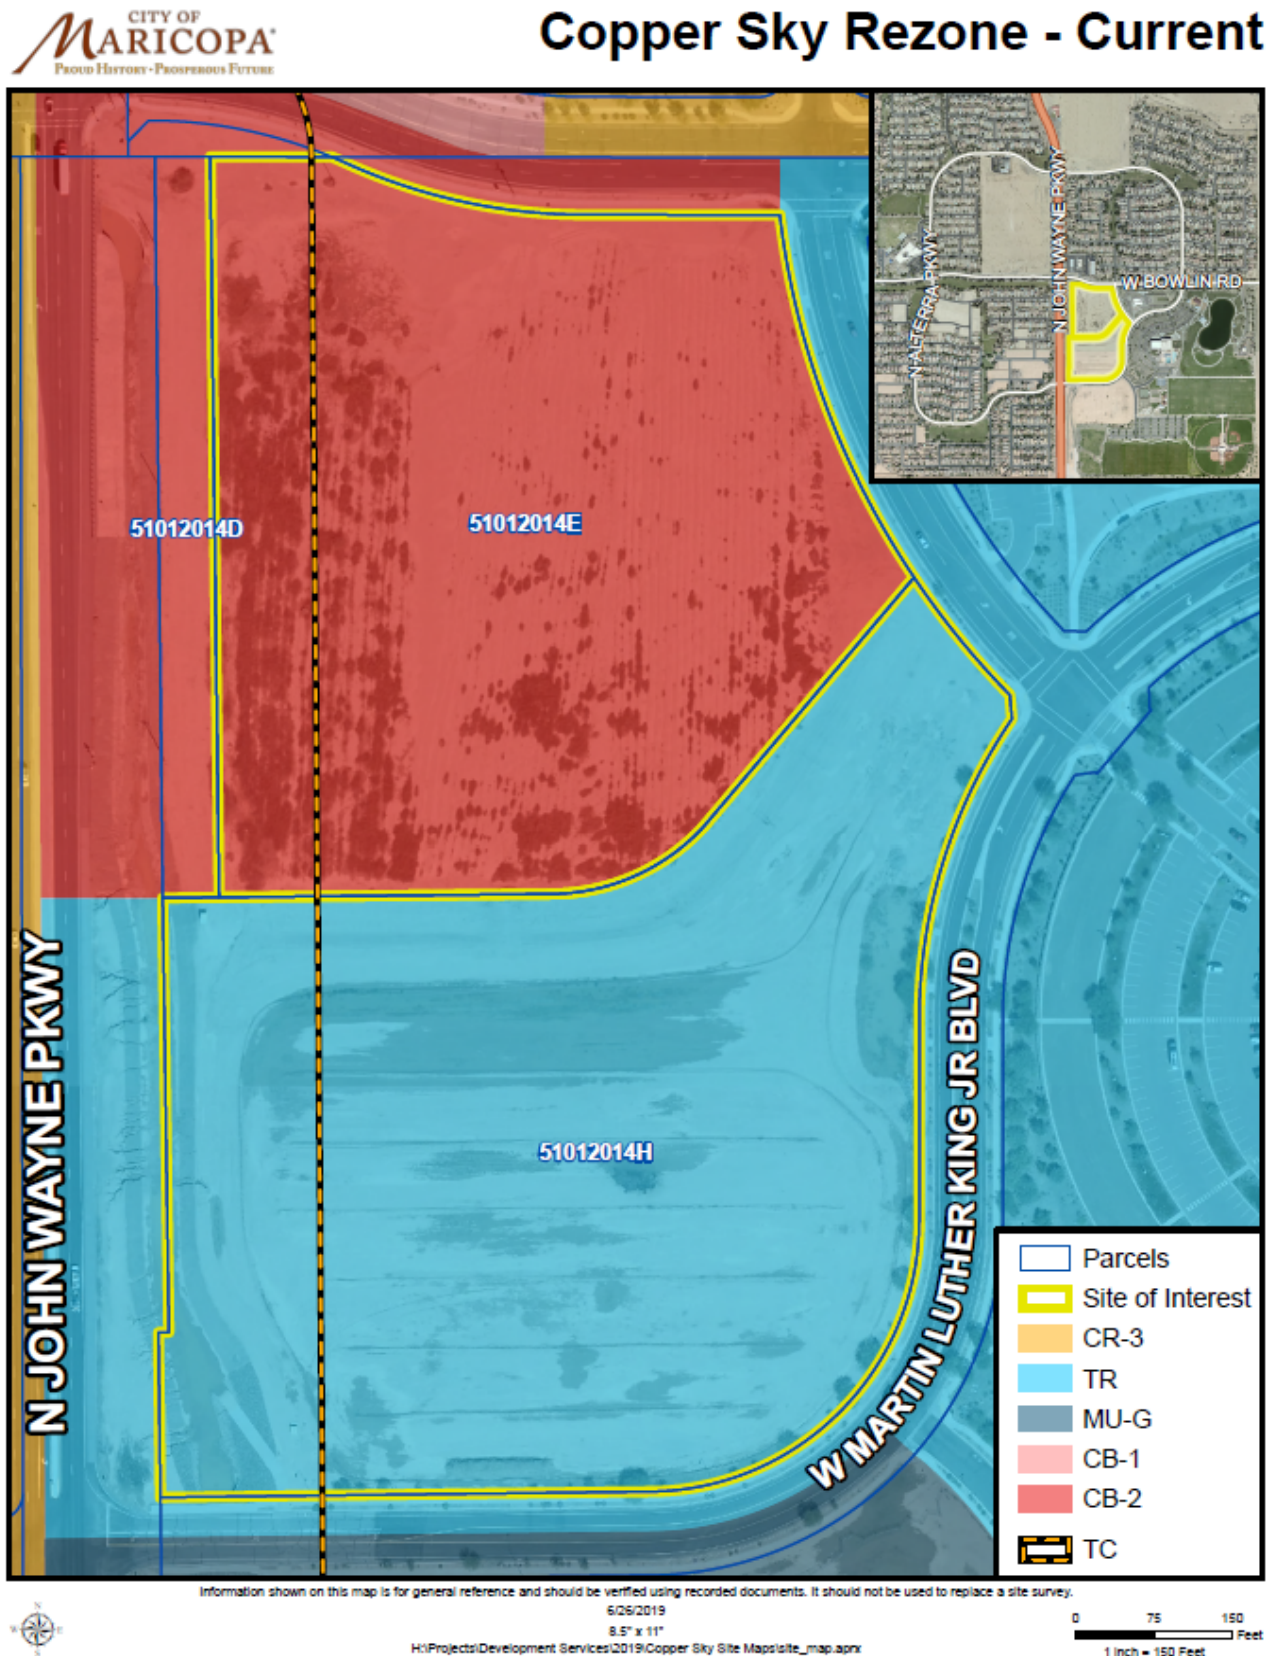 CITY OF
MARICOPA
PROUD HISTORY • PROSPEROUS FUTURE
Copper Sky Rezone - Current
N ALTERRA PKWY
N JOHN WAYNE PKWY
W BOWLIN RD
51012014D
51012014E
51012014H
N JOHN WAYNE PKWY
W MARTIN LUTHER KING JR BLVD
Parcels
Site of Interest
CR-3
TR
MU-G
CB-1
CB-2
TC
Information shown on this map is for general reference and should be verified using recorded documents. It should not be used to replace a site survey.
6/26/2019
8.5" x 11"
H:\Projects\Development Services\2019\Copper Sky Site Maps\site_map.aprx
N
W E
S
0 75 150
Feet
1 inch = 150 Feet